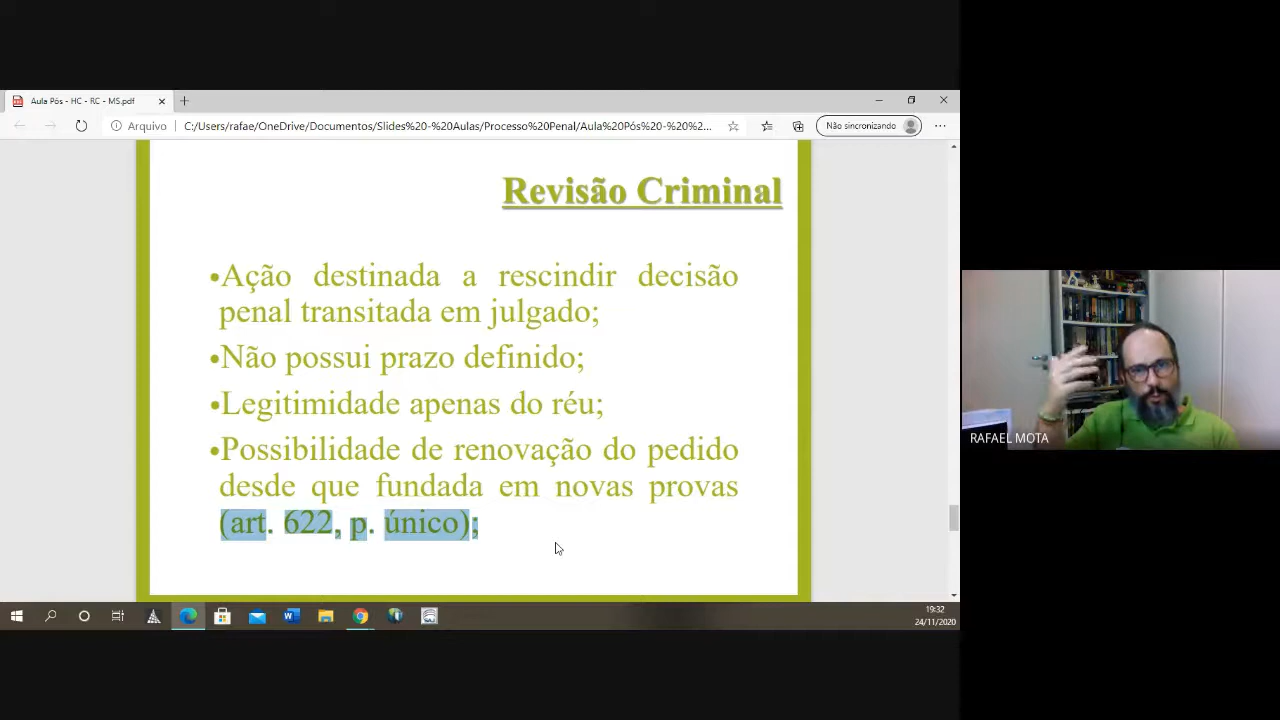 Aula Pós - HC - RC - MS.pdf
Arquivo
C:/Users/rafae/OneDrive/Documentos/Slides%20-%20Aulas/Processo%20Penal/Aula%20Pós%20-%20%2...
Não sincronizando
Revisão Criminal
•Ação destinada a rescindir decisão
penal transitada em julgado;
•Não possui prazo definido;
•Legitimidade apenas do réu;
•Possibilidade de renovação do pedido
desde que fundada em novas provas
(art. 622, p. único);
RAFAEL MOTA
19:32
24/11/2020